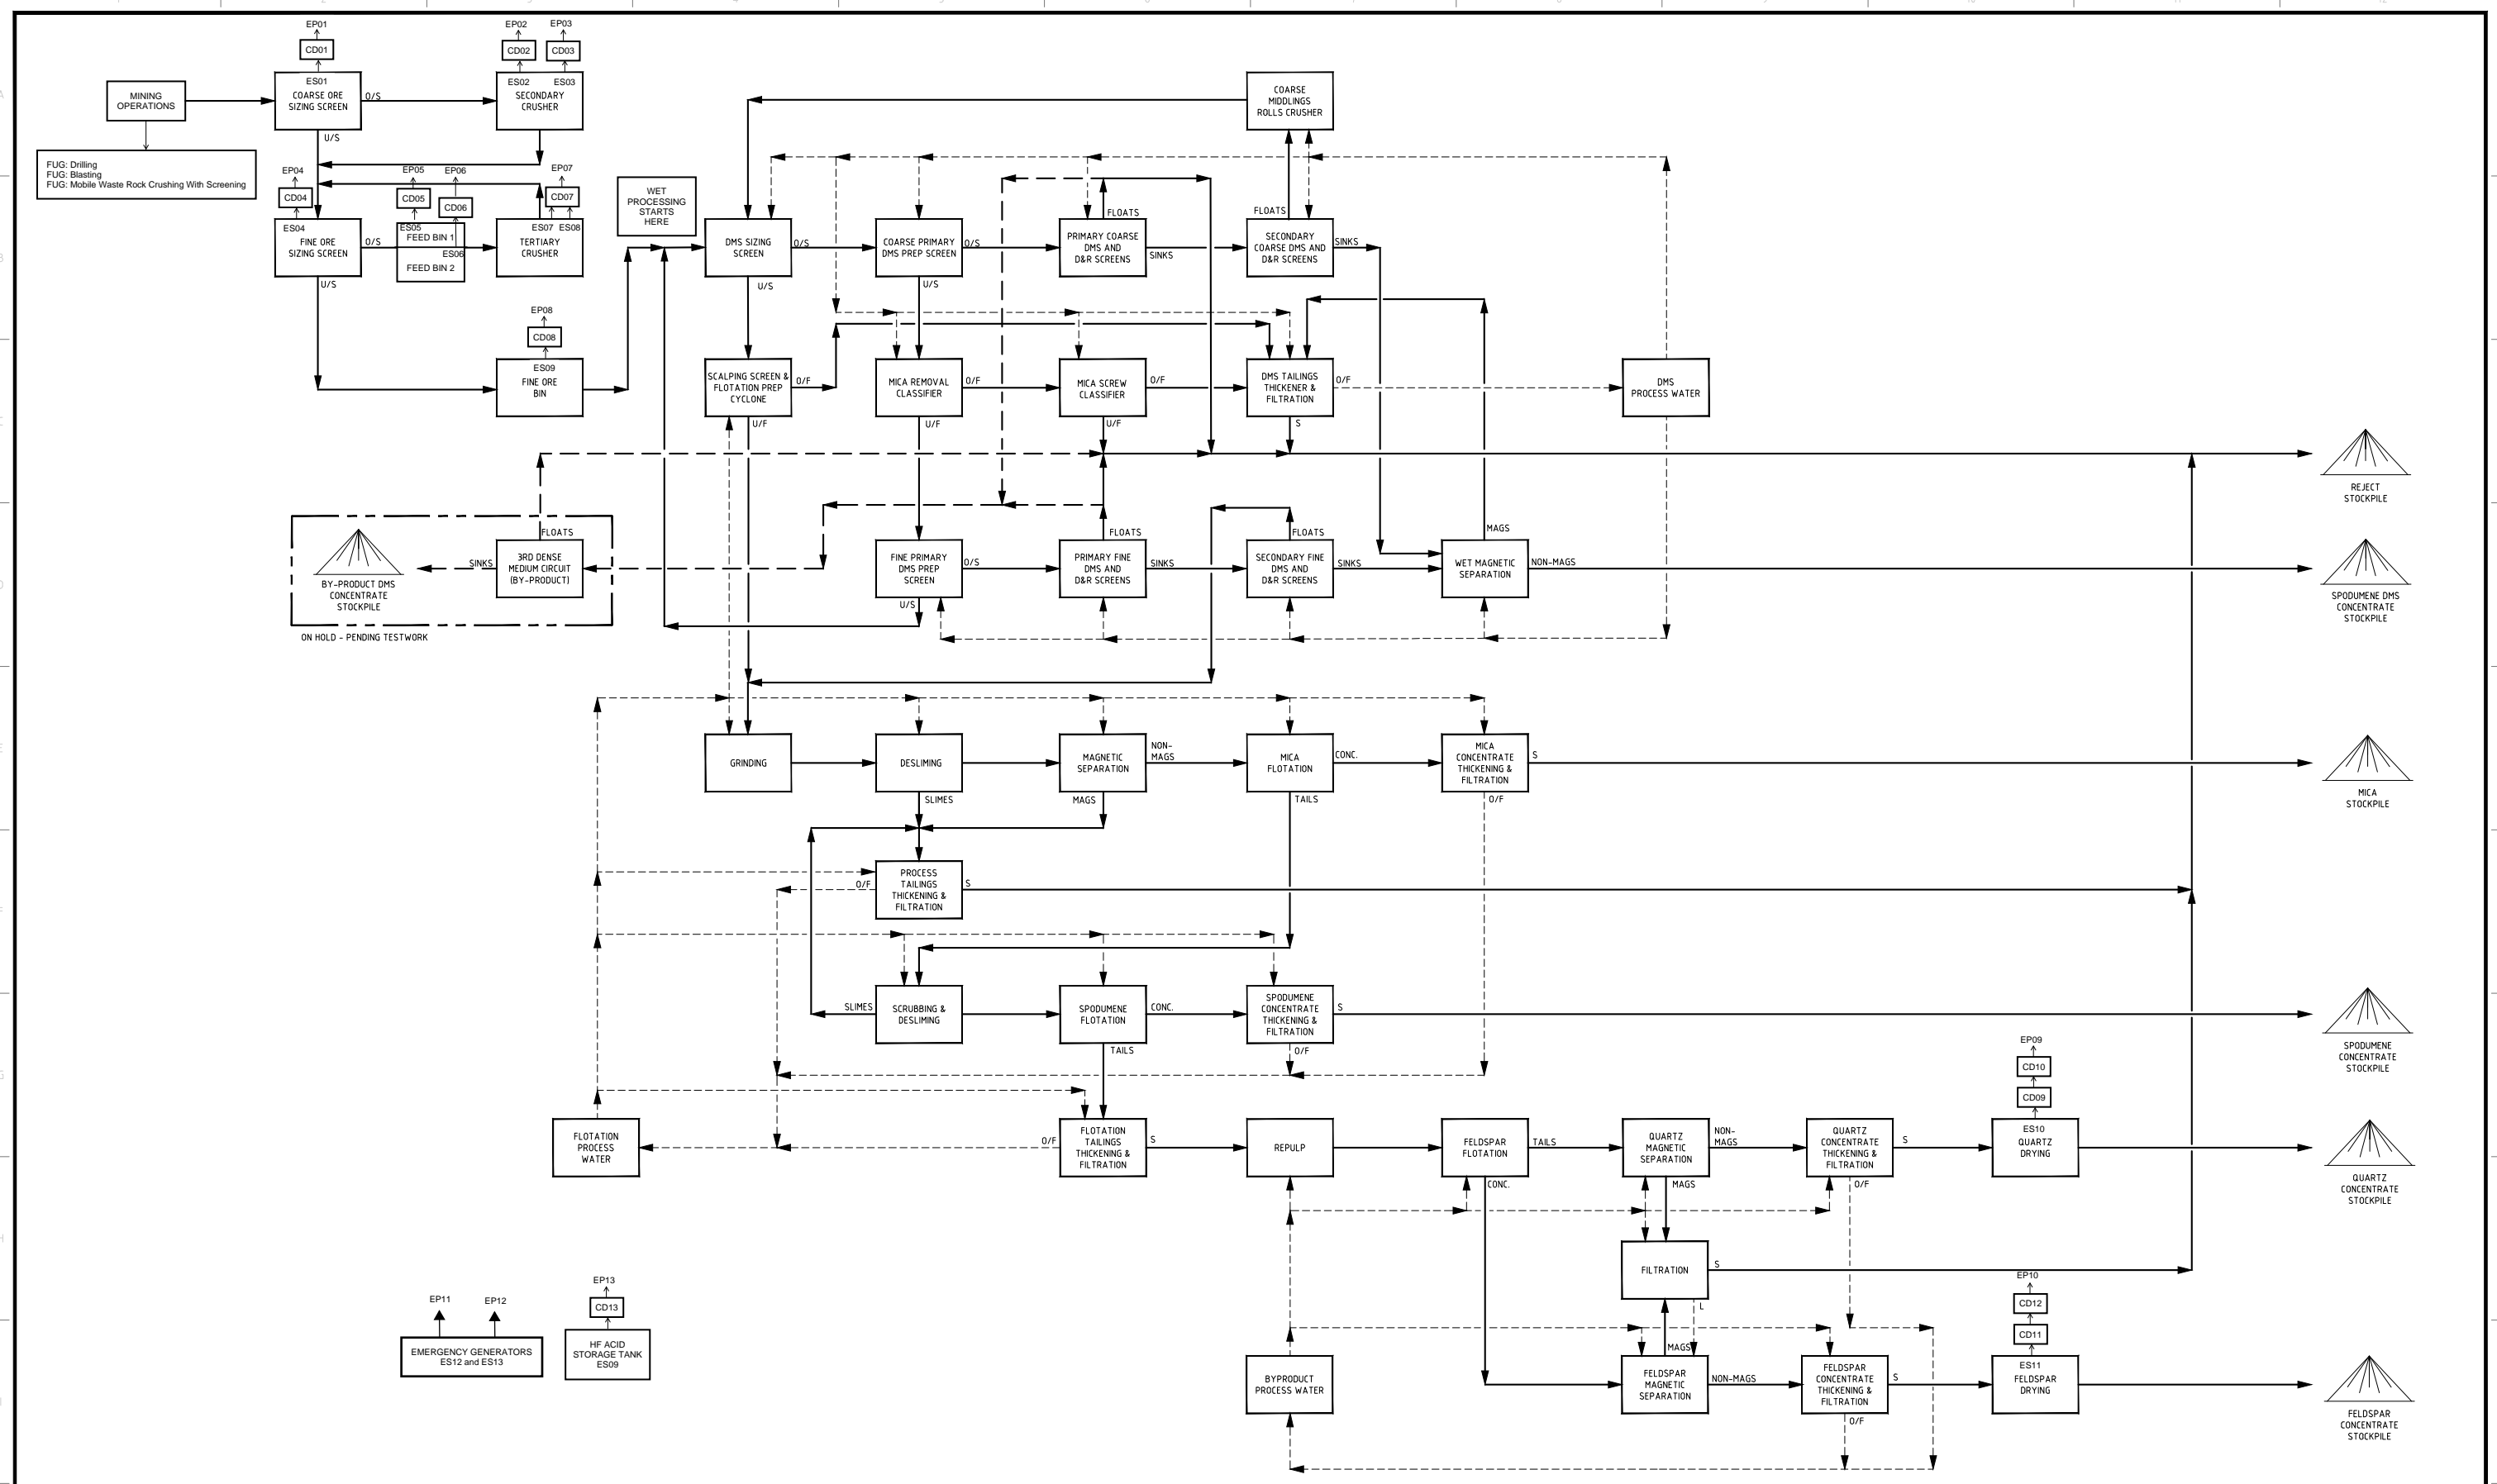 EP01
EP02
EP03
CD01
CD02
CD03
MINING
OPERATIONS
ES01
COARSE ORE
SIZING SCREEN
O/S
ES02
ES03
SECONDARY
CRUSHER
COARSE
MIDDLINGS
ROLLS CRUSHER
U/S
FUG: Drilling
FUG: Blasting
FUG: Mobile Waste Rock Crushing With Screening
EP04
EP05
EP06
EP07
CD04
CD05
CD06
CD07
WET
PROCESSING
STARTS
HERE
ES04
FINE ORE
SIZING SCREEN
O/S
ES05
FEED BIN 1
ES06
FEED BIN 2
ES07
ES08
TERTIARY
CRUSHER
DMS SIZING
SCREEN
O/S
COARSE PRIMARY
DMS PREP SCREEN
O/S
FLOATS
PRIMARY COARSE
DMS AND
D&R SCREENS
SINKS
FLOATS
SECONDARY
COARSE DMS AND
D&R SCREENS
SINKS
U/S
U/S
U/S
EP08
CD08
ES09
FINE ORE
BIN
SCALPING SCREEN &
FLOTATION PREP
CYCLONE
O/F
U/F
MICA REMOVAL
CLASSIFIER
O/F
U/F
MICA SCREW
CLASSIFIER
O/F
U/F
DMS TAILINGS
THICKENER &
FILTRATION
O/F
S
DMS
PROCESS WATER
REJECT
STOCKPILE
BY-PRODUCT DMS
CONCENTRATE
STOCKPILE
SINKS
FLOATS
3RD DENSE
MEDIUM CIRCUIT
(BY-PRODUCT)
ON HOLD - PENDING TESTWORK
FINE PRIMARY
DMS PREP
SCREEN
O/S
U/S
FLOATS
PRIMARY FINE
DMS AND
D&R SCREENS
SINKS
FLOATS
SECONDARY FINE
DMS AND
D&R SCREENS
SINKS
MAGS
WET MAGNETIC
SEPARATION
NON-MAGS
SPODUMENE DMS
CONCENTRATE
STOCKPILE
GRINDING
DESLIMING
SLIMES
MAGNETIC
SEPARATION
NON-
MAGS
MAGS
MICA
FLOTATION
CONC.
TAILS
MICA
CONCENTRATE
THICKENING &
FILTRATION
S
O/F
MICA
STOCKPILE
O/F
PROCESS
TAILINGS
THICKENING &
FILTRATION
S
SLIMES
SCRUBBING &
DESLIMING
SPODUMENE
FLOTATION
CONC.
TAILS
SPODUMENE
CONCENTRATE
THICKENING &
FILTRATION
S
O/F
SPODUMENE
CONCENTRATE
STOCKPILE
EP09
CD10
CD09
FLOTATION
PROCESS
WATER
O/F
FLOTATION
TAILINGS
THICKENING &
FILTRATION
S
REPULP
FELDSPAR
FLOTATION
TAILS
CONC.
QUARTZ
MAGNETIC
SEPARATION
NON-
MAGS
MAGS
QUARTZ
CONCENTRATE
THICKENING &
FILTRATION
S
O/F
ES10
QUARTZ
DRYING
QUARTZ
CONCENTRATE
STOCKPILE
FILTRATION
S
L
EP10
CD12
CD11
EP11
EP12
EP13
CD13
EMERGENCY GENERATORS
ES12 and ES13
HF ACID
STORAGE TANK
ES09
BYPRODUCT
PROCESS WATER
MAGS
FELDSPAR
MAGNETIC
SEPARATION
NON-MAGS
FELDSPAR
CONCENTRATE
THICKENING &
FILTRATION
S
O/F
ES11
FELDSPAR
DRYING
FELDSPAR
CONCENTRATE
STOCKPILE